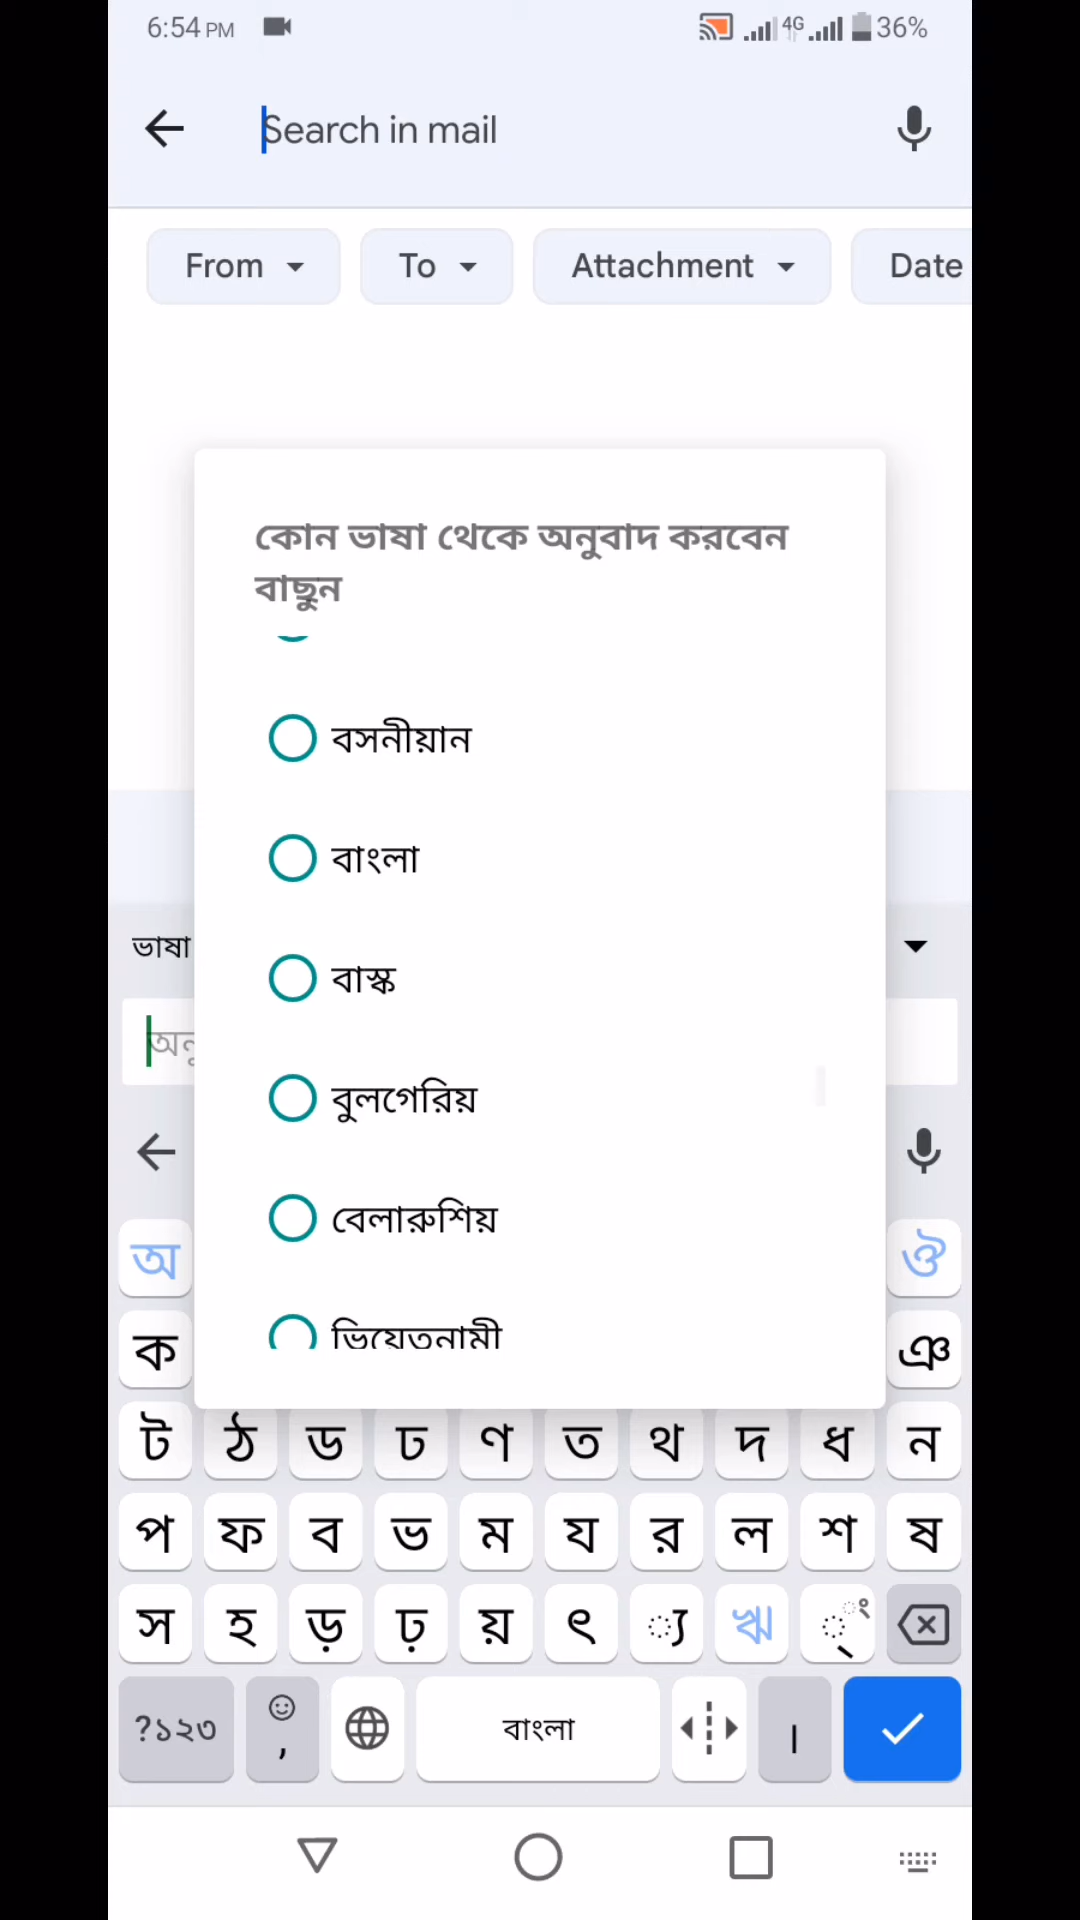 6:54 PM 4G 36%
Search in mail
From To Attachment Date
কোন ভাষা থেকে অনুবাদ করবেন
বাছুন
বসনীয়ান
বাংলা
ভাষা
বাস্ক
বুলগেরিয়
বেলারুশিয়
ভিয়েতনামী
অ ঔ
ক ঞ
ট ঠ ড ঢ ণ ত থ দ ধ ন
প ফ ব ভ ম য র ল শ ষ
স হ ড় ঢ় য় ৎ ্য ঋ ্ ং
?১২৩ , বাংলা ।